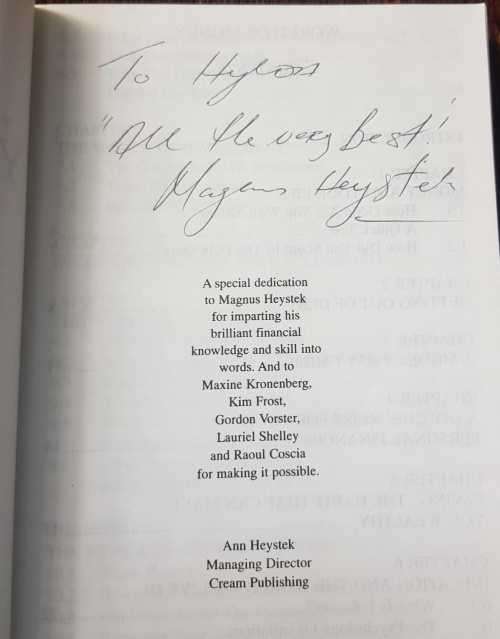 To
"All the very best!"
Magnus Heystek
A special dedication
to Magnus Heystek
for imparting his
brilliant financial
knowledge and skill into
words. And to
Maxine Kronenberg,
Kim Frost,
Gordon Vorster,
Lauriel Shelley
and Raoul Coscia
for making it possible.
Ann Heystek
Managing Director
Cream Publishing